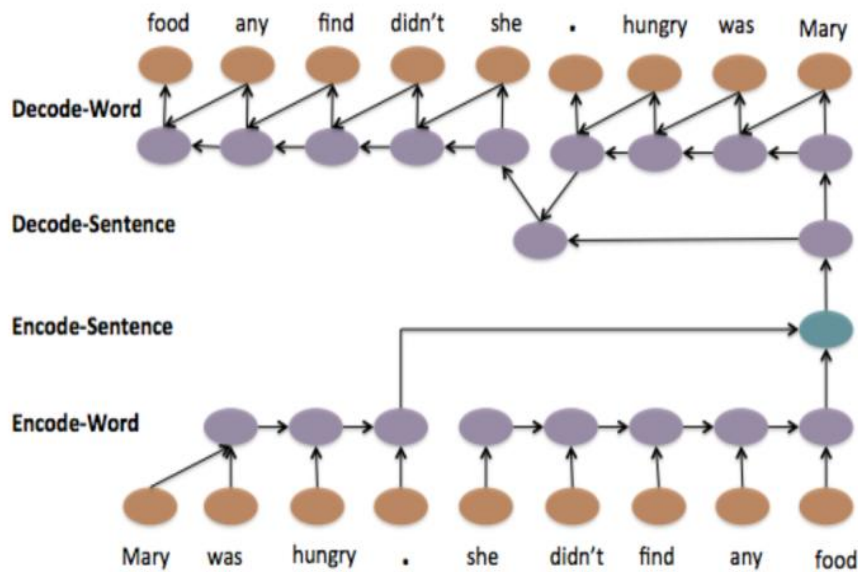 food any find didn't she . hungry was Mary
Decode-Word
Decode-Sentence
Encode-Sentence
Encode-Word
Mary was hungry . she didn't find any food